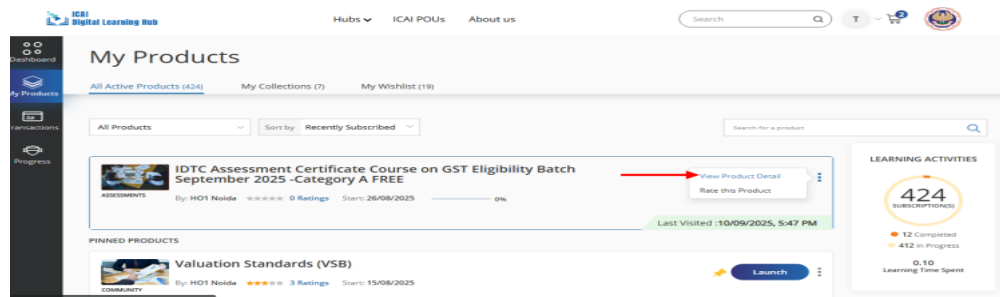 ICAI
Digital Learning Hub
Hubs
ICAI POUs
About us
Search
T
2
Dashboard
My Products
My Products
Transactions
Progress
All Active Products (424)
My Collections (7)
My Wishlist (19)
All Products
Sort by Recently Subscribed
Search for a product
IDTC Assessment Certificate Course on GST Eligibility Batch
September 2025 -Category A FREE
ASSESSMENTS
By: HO1 Noida 0 Ratings Start: 26/08/2025 0%
View Product Detail
Rate this Product
Last Visited :10/09/2025, 5:47 PM
PINNED PRODUCTS
Valuation Standards (VSB)
COMMUNITY
By: HO1 Noida 3 Ratings Start: 15/08/2025
Launch
LEARNING ACTIVITIES
424
SUBSCRIPTION(S)
12 Completed
412 In Progress
0.10
Learning Time Spent